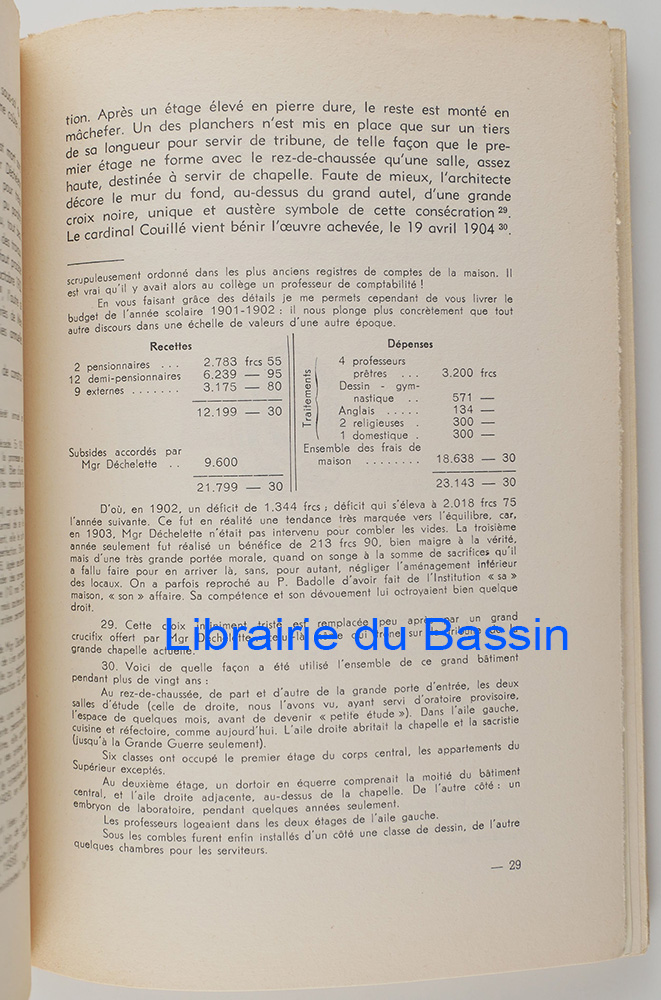 tion. Après un étage élevé en pierre dure, le reste est monté en
mâchefer. Un des planchers n'est mis en place que sur un tiers
de sa longueur pour servir de tribune, de telle façon que le pre-
mier étage ne forme avec le rez-de-chaussée qu'une salle, assez
haute, destinée à servir de chapelle. Faute de mieux, l'architecte
décore le mur du fond, au-dessus du grand autel, d'une grande
croix noire, unique et austère symbole de cette consécration 29.
Le cardinal Couillé vient bénir l'œuvre achevée, le 19 avril 1904 30.
scrupuleusement ordonné dans les plus anciens registres de comptes de la maison. Il
est vrai qu'il y avait alors au collège un professeur de comptabilité !
En vous faisant grâce des détails je me permets cependant de vous livrer le
budget de l'année scolaire 1901-1902 : il nous plonge plus concrètement que tout
autre discours dans une échelle de valeurs d'une autre époque.
Recettes
2 pensionnaires ... 2.783 frcs 55
12 demi-pensionnaires 6.239 — 95
9 externes ....... 3.175 — 80
12.199 — 30
Subsides accordés par
Mgr Déchelette .. 9.600
21.799 — 30
Dépenses
Traitements
4 professeurs
prêtres ... 3.200 frcs
Dessin - gym-
nastique .. 571 —
Anglais ..... 134 —
2 religieuses . 300 —
1 domestique . 300 —
Ensemble des frais de
maison ........ 18.638 — 30
23.143 — 30
D'où, en 1902, un déficit de 1.344 frcs ; déficit qui s'éleva à 2.018 frcs 75
l'année suivante. Ce fut en réalité une tendance très marquée vers l'équilibre, car,
en 1903, Mgr Déchelette n'était pas intervenu pour combler les vides. La troisième
année seulement fut réalisé un bénéfice de 213 frcs 90, bien maigre à la vérité,
mais d'une très grande portée morale, quand on songe à la somme de sacrifices qu'il
a fallu faire pour en arriver là, sans, pour autant, négliger l'aménagement intérieur
des locaux. On a parfois reproché au P. Badolle d'avoir fait de l'Institution « sa »
maison, « son » affaire. Sa compétence et son dévouement lui octroyaient bien quelque
droit.
29. Cette croix infiniment triste est remplacée peu après par un grand
crucifix offert par Mgr Déchelette, celui-là même qui trône sur la tribune de la
grande chapelle actuelle.
Librairie du Bassin
30. Voici de quelle façon a été utilisé l'ensemble de ce grand bâtiment
pendant plus de vingt ans :
Au rez-de-chaussée, de part et d'autre de la grande porte d'entrée, les deux
salles d'étude (celle de droite, nous l'avons vu, ayant servi d'oratoire provisoire,
l'espace de quelques mois, avant de devenir « petite étude »). Dans l'aile gauche,
cuisine et réfectoire, comme aujourd'hui. L'aile droite abritait la chapelle et la sacristie
(jusqu'à la Grande Guerre seulement).
Six classes ont occupé le premier étage du corps central, les appartements du
Supérieur exceptés.
Au deuxième étage, un dortoir en équerre comprenait la moitié du bâtiment
central, et l'aile droite adjacente, au-dessus de la chapelle. De l'autre côté : un
embryon de laboratoire, pendant quelques années seulement.
Les professeurs logeaient dans les deux étages de l'aile gauche.
Sous les combles furent enfin installés d'un côté une classe de dessin, de l'autre
quelques chambres pour les serviteurs.
— 29